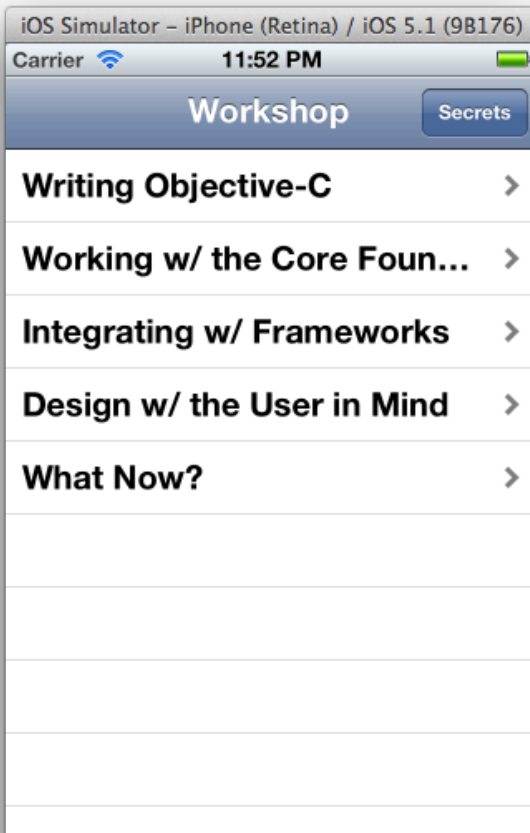 iOS Simulator – iPhone (Retina) / iOS 5.1 (9B176)
Carrier 11:52 PM
Workshop Secrets
Writing Objective-C
Working w/ the Core Foun...
Integrating w/ Frameworks
Design w/ the User in Mind
What Now?